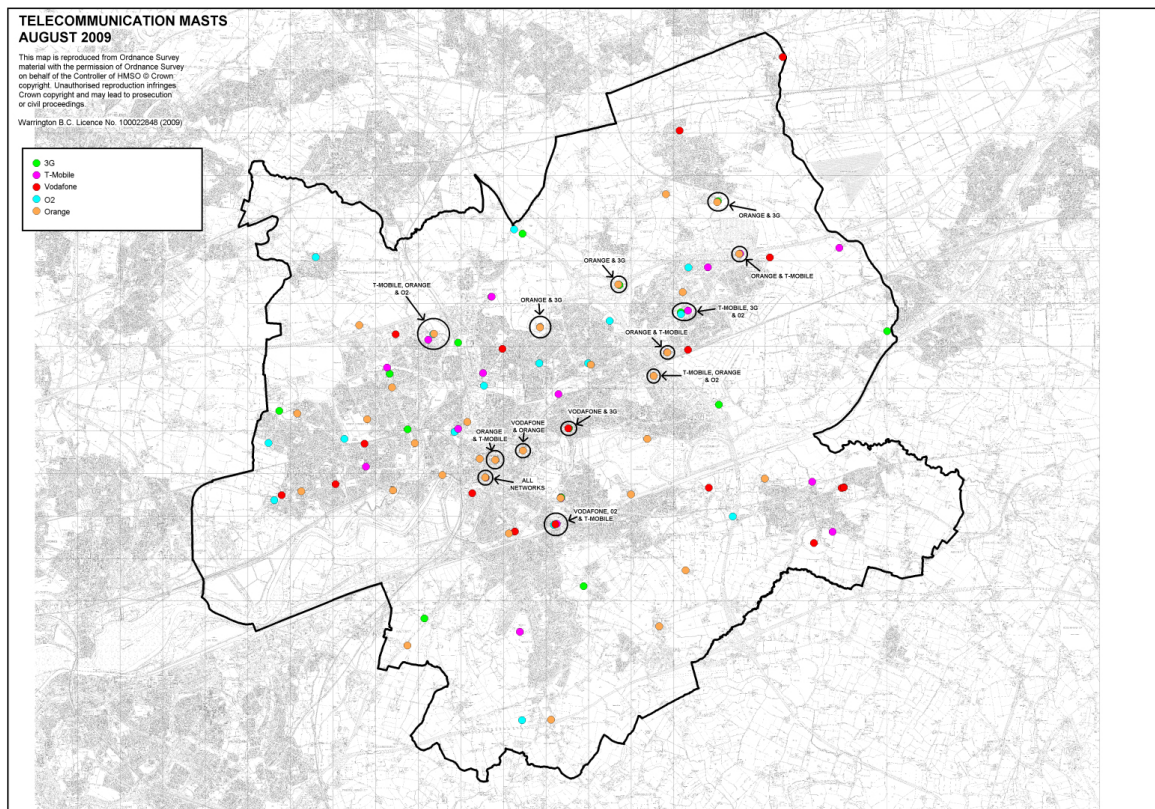 TELECOMMUNICATION MASTS
AUGUST 2009
This map is reproduced from Ordnance Survey
material with the permission of Ordnance Survey
on behalf of the Controller of HMSO © Crown
copyright. Unauthorised reproduction infringes
Crown copyright and may lead to prosecution
or civil proceedings.
Warrington B.C. Licence No. 100022848 (2009)
3G
T-Mobile
Vodafone
O2
Orange
ORANGE & 3G
ORANGE & T-MOBILE
ORANGE & 3G
T-MOBILE, ORANGE
& O2
ORANGE & 3G
T-MOBILE, 3G
& 02
ORANGE & T-MOBILE
T-MOBILE, ORANGE
& O2
VODAFONE & 3G
VODAFONE
& ORANGE
ORANGE
& T-MOBILE
ALL
NETWORKS
VODAFONE, 02
& T-MOBILE